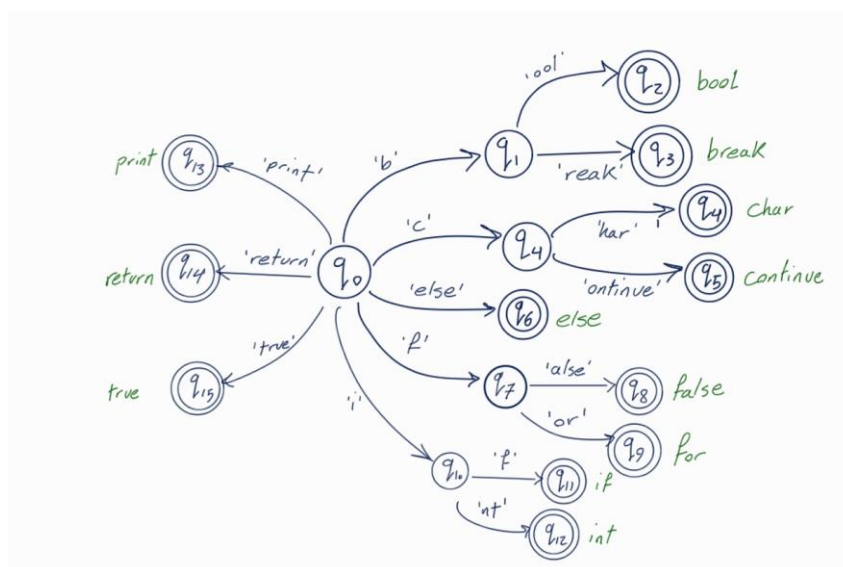 'ool'
q2 bool
q1
'reak'
q3 break
'b'
print q13
'print'
'c'
q4
'har'
q4 char
'ontinue'
q5 continue
return q14
'return'
q0
'else'
q6 else
'true'
true q15
'f'
q7
'alse'
q8 false
'or'
q9 for
'i'
q10
'f'
q11 if
'nt'
q12 int